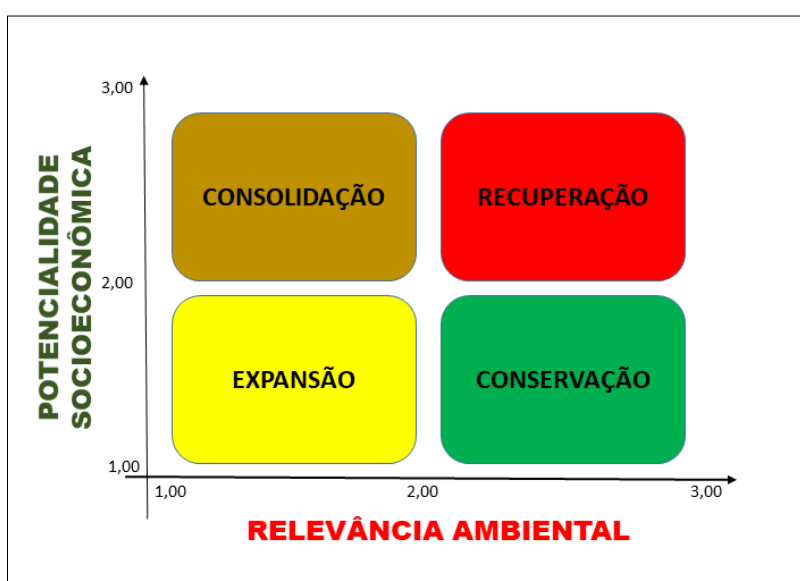 POTENCIALIDADE
SOCIOECONÔMICA
3,00
CONSOLIDAÇÃO
RECUPERAÇÃO
2,00
EXPANSÃO
CONSERVAÇÃO
1,00
1,00
2,00
3,00
RELEVÂNCIA AMBIENTAL